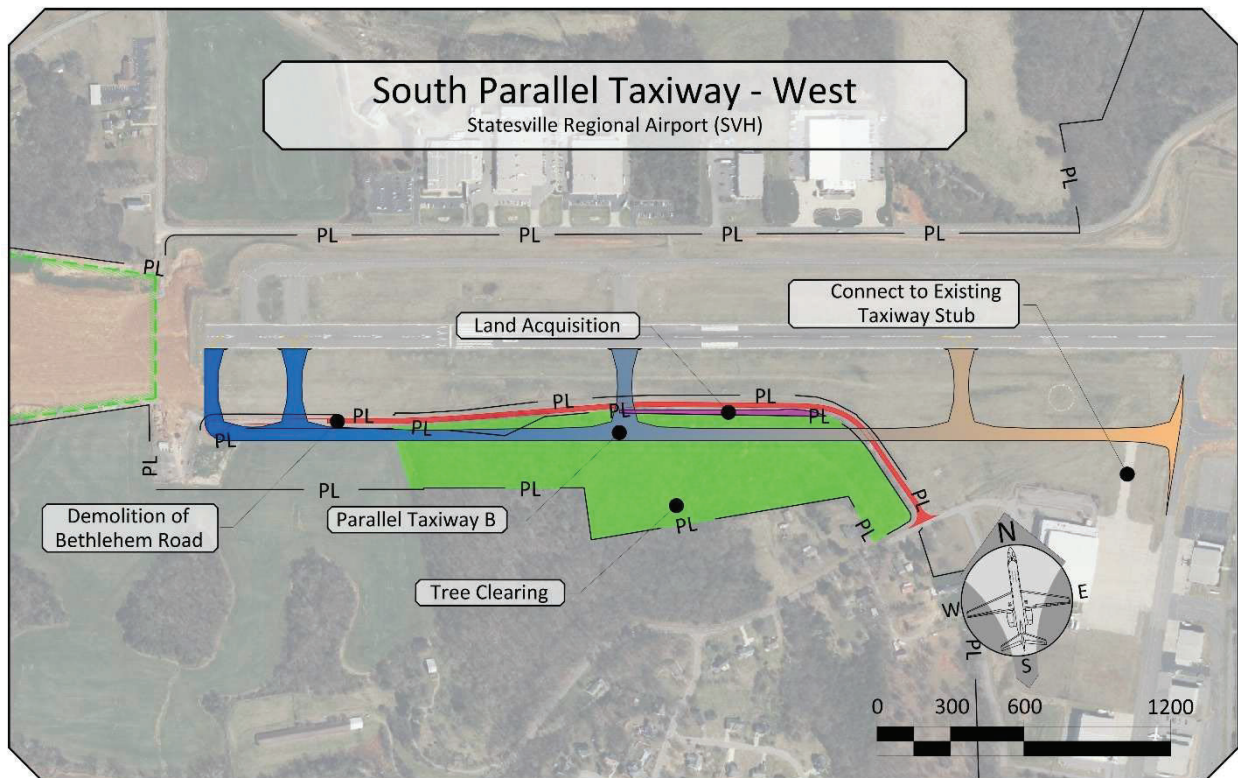 South Parallel Taxiway - West
Statesville Regional Airport (SVH)
PL
PL
PL
PL
PL
PL
Connect to Existing
Taxiway Stub
Land Acquisition
PL
PL
PL
PL
PL
PL
PL
PL
PL
PL
PL
PL
PL
Demolition of
Bethlehem Road
Parallel Taxiway B
Tree Clearing
N
W
E
S
PL
0 300 600 1200